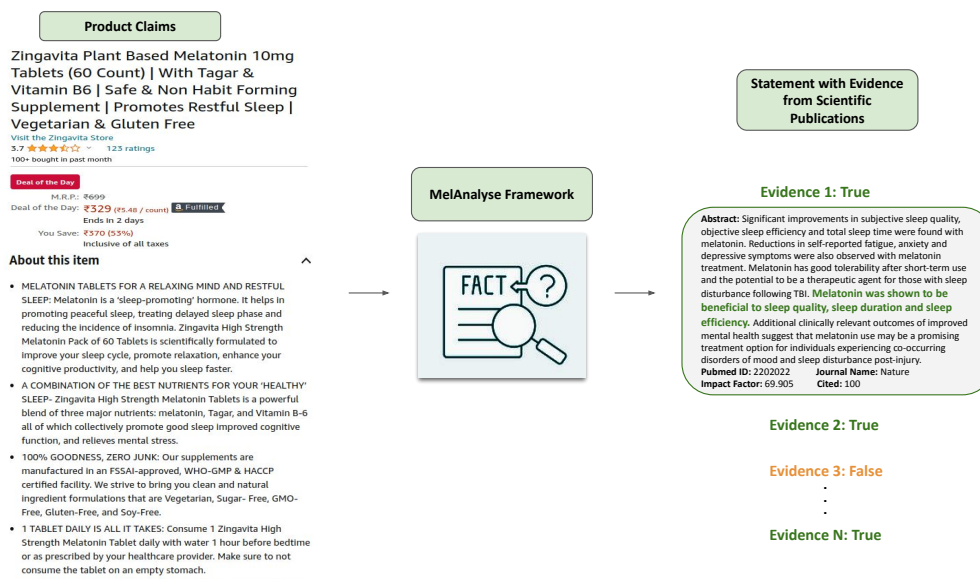 Product Claims
Zingavita Plant Based Melatonin 10mg
Tablets (60 Count) | With Tagar &
Vitamin B6 | Safe & Non Habit Forming
Supplement | Promotes Restful Sleep |
Vegetarian & Gluten Free
Visit the Zingavita Store
3.7 123 ratings
100+ bought in past month
Deal of the Day
M.R.P.: ₹699
Deal of the Day: ₹329 (₹5.48 / count) a Fulfilled
Ends in 2 days
You Save: ₹370 (53%)
Inclusive of all taxes
About this item
• MELATONIN TABLETS FOR A RELAXING MIND AND RESTFUL
SLEEP: Melatonin is a 'sleep-promoting' hormone. It helps in
promoting peaceful sleep, treating delayed sleep phase and
reducing the incidence of insomnia. Zingavita High Strength
Melatonin Pack of 60 Tablets is scientifically formulated to
improve your sleep cycle, promote relaxation, enhance your
cognitive productivity, and help you sleep faster.
• A COMBINATION OF THE BEST NUTRIENTS FOR YOUR 'HEALTHY'
SLEEP- Zingavita High Strength Melatonin Tablets is a powerful
blend of three major nutrients: melatonin, Tagar, and Vitamin B-6
all of which collectively promote good sleep improved cognitive
function, and relieves mental stress.
• 100% GOODNESS, ZERO JUNK: Our supplements are
manufactured in an FSSAI-approved, WHO-GMP & HACCP
certified facility. We strive to bring you clean and natural
ingredient formulations that are Vegetarian, Sugar- Free, GMO-
Free, Gluten-Free, and Soy-Free.
• 1 TABLET DAILY IS ALL IT TAKES: Consume 1 Zingavita High
Strength Melatonin Tablet daily with water 1 hour before bedtime
or as prescribed by your healthcare provider. Make sure to not
consume the tablet on an empty stomach.
MelAnalyse Framework
FACT ?
Statement with Evidence
from Scientific
Publications
Evidence 1: True
Abstract: Significant improvements in subjective sleep quality,
objective sleep efficiency and total sleep time were found with
melatonin. Reductions in self-reported fatigue, anxiety and
depressive symptoms were also observed with melatonin
treatment. Melatonin has good tolerability after short-term use
and the potential to be a therapeutic agent for those with sleep
disturbance following TBI. Melatonin was shown to be
beneficial to sleep quality, sleep duration and sleep
efficiency. Additional clinically relevant outcomes of improved
mental health suggest that melatonin use may be a promising
treatment option for individuals experiencing co-occurring
disorders of mood and sleep disturbance post-injury.
Pubmed ID: 2202022 Journal Name: Nature
Impact Factor: 69.905 Cited: 100
Evidence 2: True
Evidence 3: False
.
.
.
Evidence N: True